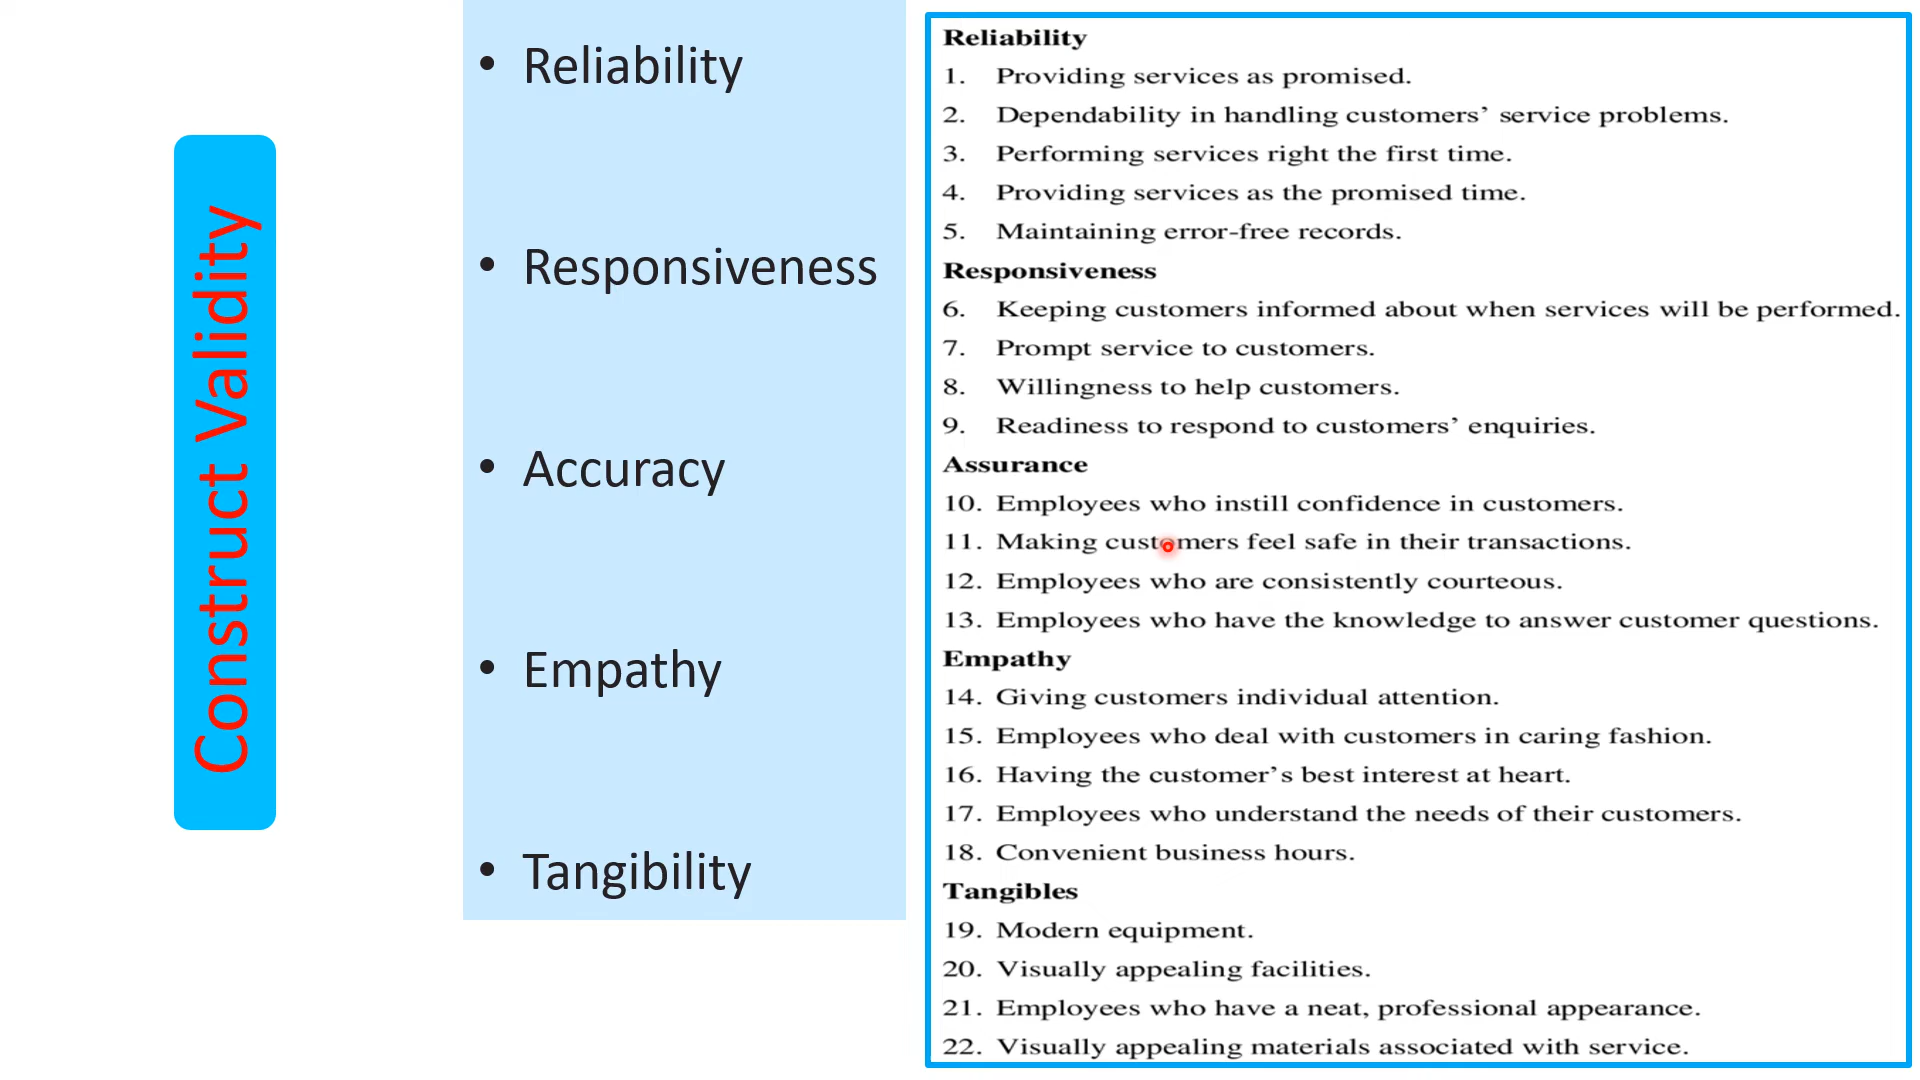 Construct Validity
• Reliability
• Responsiveness
• Accuracy
• Empathy
• Tangibility
Reliability
1. Providing services as promised.
2. Dependability in handling customers’ service problems.
3. Performing services right the first time.
4. Providing services as the promised time.
5. Maintaining error-free records.
Responsiveness
6. Keeping customers informed about when services will be performed.
7. Prompt service to customers.
8. Willingness to help customers.
9. Readiness to respond to customers’ enquiries.
Assurance
10. Employees who instill confidence in customers.
11. Making customers feel safe in their transactions.
12. Employees who are consistently courteous.
13. Employees who have the knowledge to answer customer questions.
Empathy
14. Giving customers individual attention.
15. Employees who deal with customers in caring fashion.
16. Having the customer’s best interest at heart.
17. Employees who understand the needs of their customers.
18. Convenient business hours.
Tangibles
19. Modern equipment.
20. Visually appealing facilities.
21. Employees who have a neat, professional appearance.
22. Visually appealing materials associated with service.